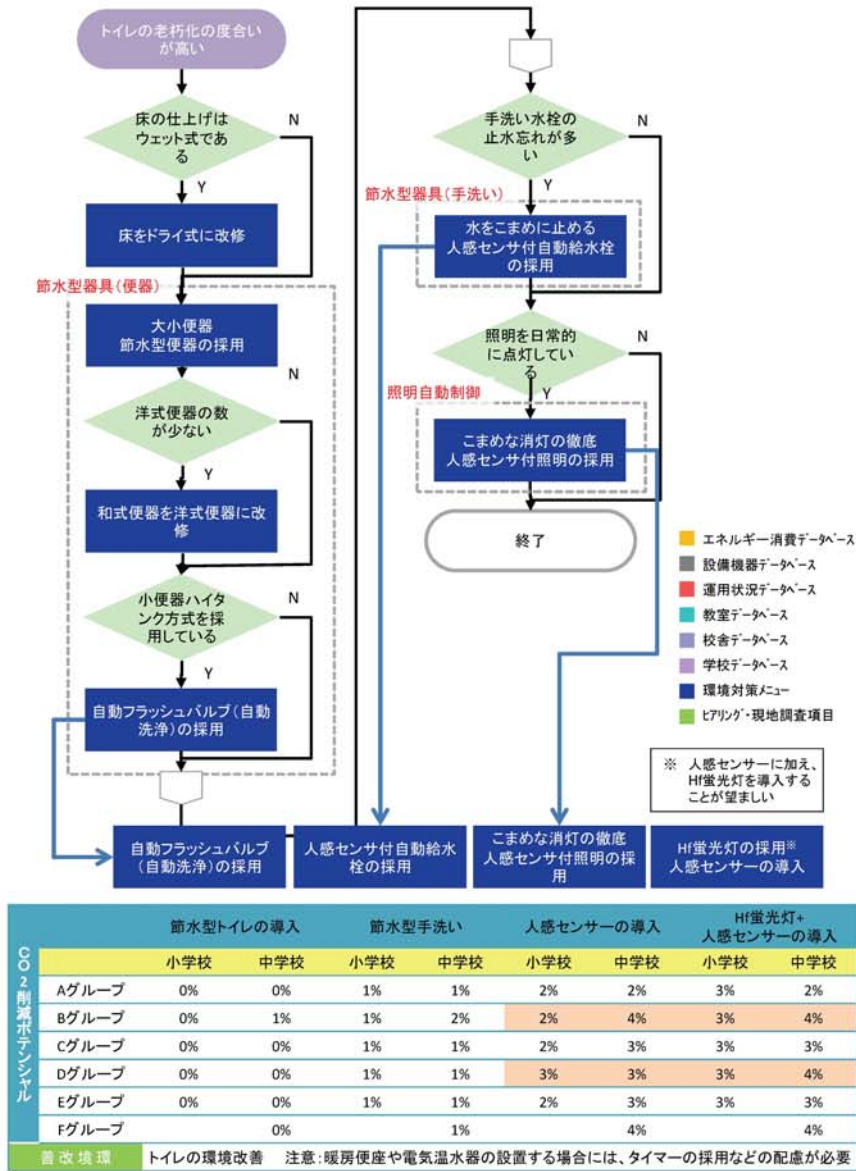 トイレの老朽化の度合い
が高い
床の仕上げは
ウェット式であ
る
N
Y
床をドライ式に改修
節水型器具(便器)
大小便器
節水型便器の採用
N
洋式便器の数
が少ない
Y
和式便器を洋式便器に改
修
小便器ハイタ
ンク方式を採
用している
N
Y
自動フラッシュバルブ(自動
洗浄)の採用
手洗い水栓の
止水忘れが多
い
N
Y
節水型器具(手洗い)
水をこまめに止める
人感センサ付自動給水栓
の採用
照明を日常的
に点灯してい
る
N
Y
照明自動制御
こまめな消灯の徹底
人感センサ付照明の採用
終了
エネルギー消費データベース
設備機器データベース
運用状況データベース
教室データベース
校舎データベース
学校データベース
環境対策メニュー
ヒアリング・現地調査項目
※ 人感センサーに加え、
Hf蛍光灯を導入する
ことが望ましい
自動フラッシュバルブ
(自動洗浄)の採用
人感センサ付自動給水
栓の採用
こまめな消灯の徹底
人感センサ付照明の採
用
Hf蛍光灯の採用※
人感センサーの導入
CO2削減ポテンシャル
節水型トイレの導入 節水型手洗い 人感センサーの導入 Hf蛍光灯+
人感センサーの導入
小学校 中学校 小学校 中学校 小学校 中学校 小学校 中学校
Aグループ 0% 0% 1% 1% 2% 2% 3% 2%
Bグループ 0% 1% 1% 2% 2% 4% 3% 4%
Cグループ 0% 0% 1% 1% 2% 3% 3% 3%
Dグループ 0% 0% 1% 1% 3% 3% 3% 4%
Eグループ 0% 0% 1% 1% 2% 3% 3% 3%
Fグループ 0% 1% 4% 4%
善改境環 トイレの環境改善 注意:暖房便座や電気温水器の設置する場合には、タイマーの採用などの配慮が必要